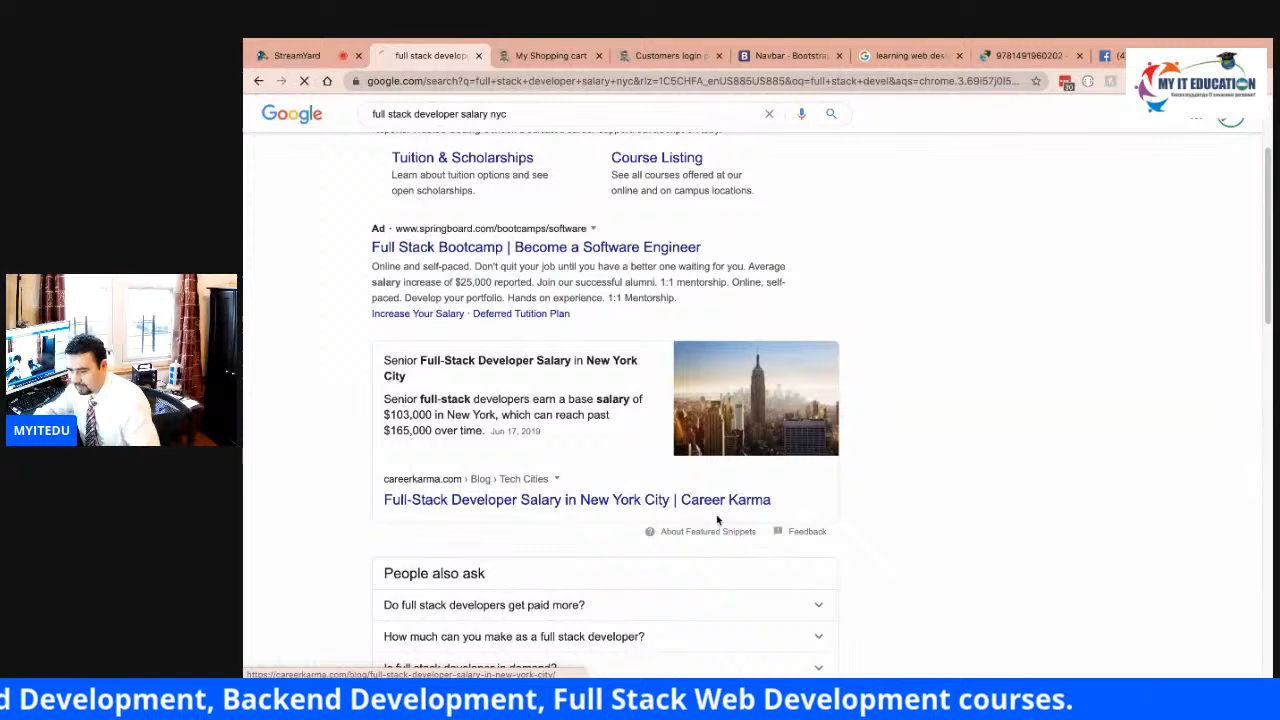 StreamYard
full stack develop
My Shopping cart
Customers login p
Navbar - Bootstra
learning web des
9781491960202 -
(4
google.com/search?q=full+stack+developer+salary+nyc&rlz=1C5CHFA_enUS885US885&oq=full+stack+devel&aqs=chrome.3.69i57j0l5...
30
MY IT EDUCATION
Google
full stack developer salary nyc
Tuition & Scholarships
Learn about tuition options and see
open scholarships.
Course Listing
See all courses offered at our
online and on campus locations.
Ad · www.springboard.com/bootcamps/software
Full Stack Bootcamp | Become a Software Engineer
Online and self-paced. Don't quit your job until you have a better one waiting for you. Average
salary increase of $25,000 reported. Join our successful alumni. 1:1 mentorship. Online, self-
paced. Develop your portfolio. Hands on experience. 1:1 Mentorship.
Increase Your Salary · Deferred Tuition Plan
Senior Full-Stack Developer Salary in New York
City
Senior full-stack developers earn a base salary of
$103,000 in New York, which can reach past
$165,000 over time. Jun 17, 2019
careerkarma.com › Blog › Tech Cities
Full-Stack Developer Salary in New York City | Career Karma
About Featured Snippets
Feedback
People also ask
Do full stack developers get paid more?
How much can you make as a full stack developer?
Is full stack developer in demand?
https://careerkarma.com/blog/full-stack-developer-salary-in-new-york-city/
MYITEDU
d Development, Backend Development, Full Stack Web Development courses.